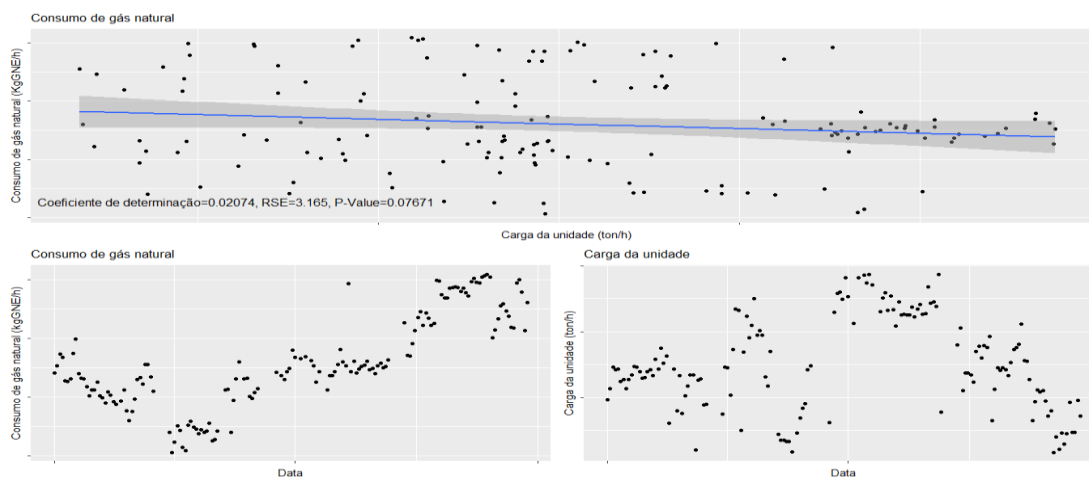 Consumo de gás natural
Consumo de gás natural (KgGNE/h)
Coeficiente de determinação=0.02074, RSE=3.165, P-Value=0.07671
Carga da unidade (ton/h)
Consumo de gás natural
Consumo de gás natural (kgGNE/h)
Data
Carga da unidade
Carga da unidade (ton/h)
Data